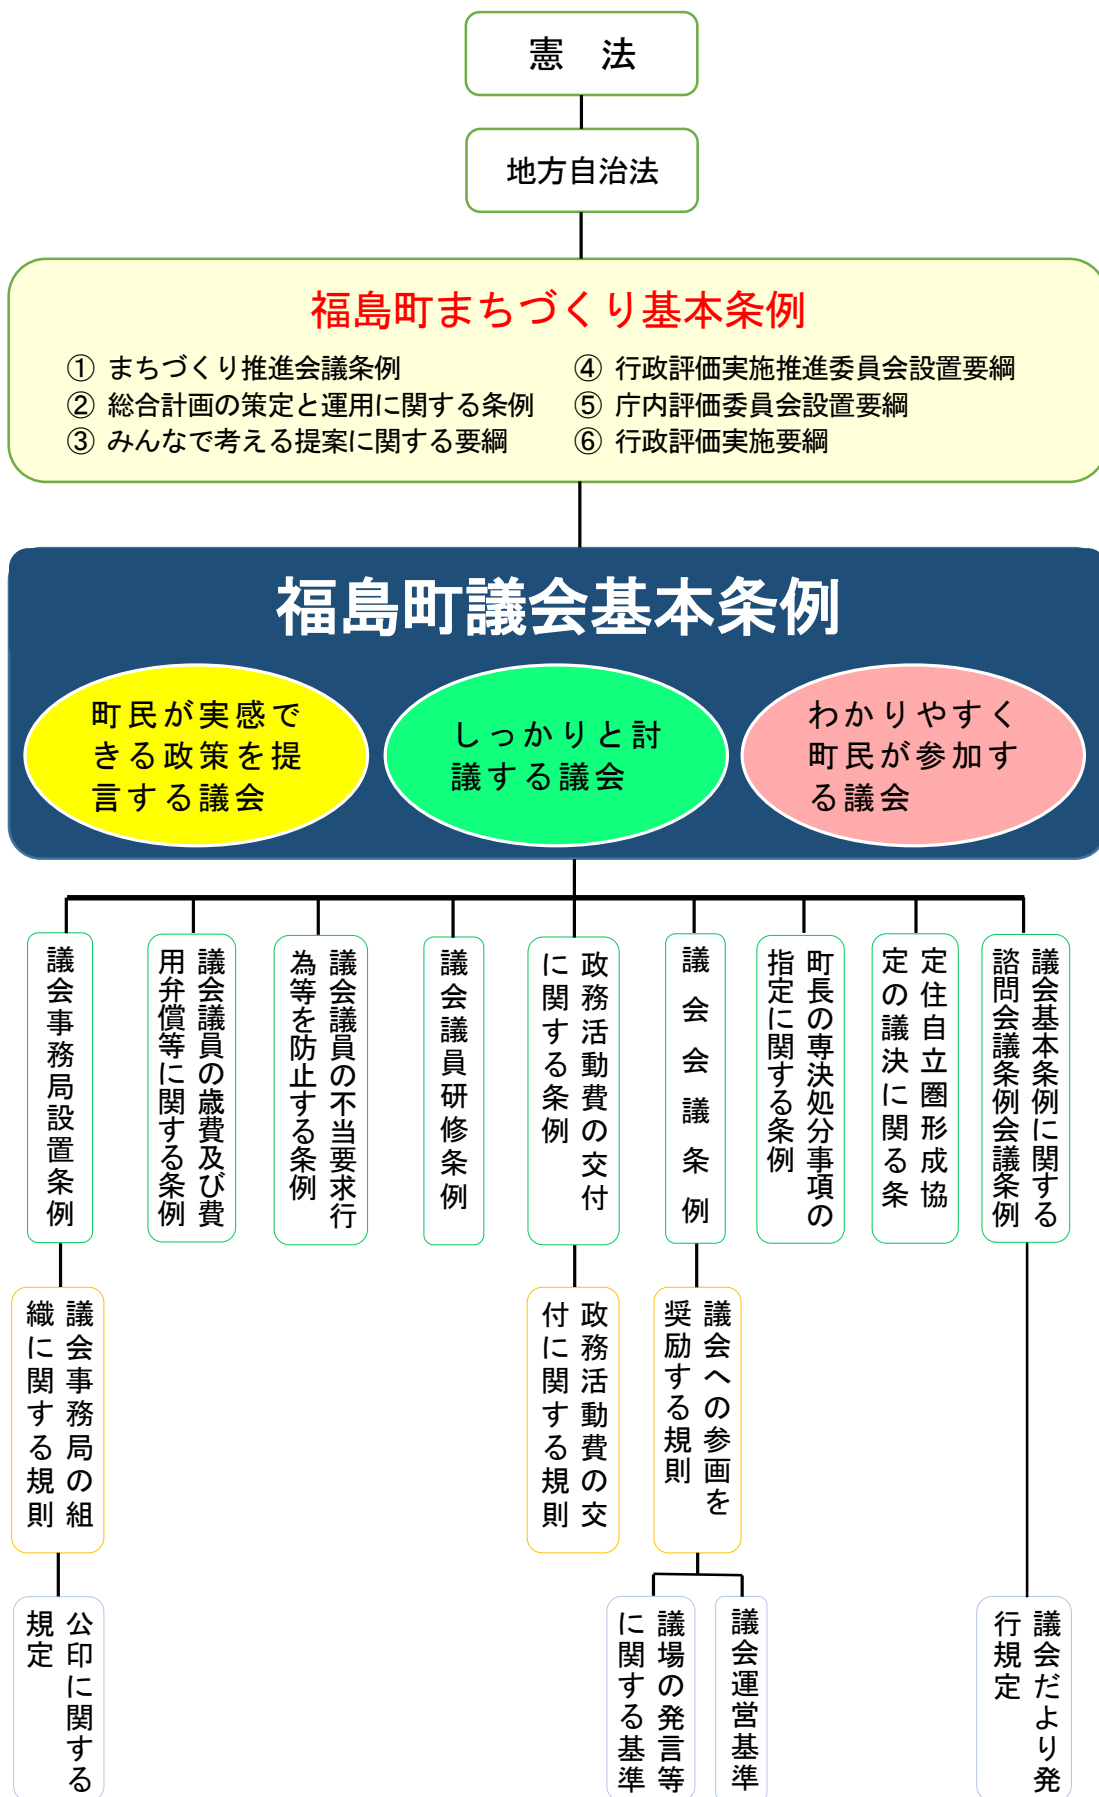 憲　法
地方自治法
福島町まちづくり基本条例
① まちづくり推進会議条例
② 総合計画の策定と運用に関する条例
③ みんなで考える提案に関する要綱
④ 行政評価実施推進委員会設置要綱
⑤ 庁内評価委員会設置要綱
⑥ 行政評価実施要綱
福島町議会基本条例
町民が実感で
きる政策を提
言する議会
しっかりと討
議する議会
わかりやすく
町民が参加す
る議会
議会事務局設置条例
議会議員の歳費及び費
用弁償等に関する条例
議会議員の不当要求行
為等を防止する条例
議会議員研修条例
政務活動費の交付
に関する条例
議会会議条例
町長の専決処分事項の
指定に関する条例
定住自立圏形成協
定の議決に関る条
議会基本条例に関する
諮問会議条例会議条例
議会事務局の組
織に関する規則
政務活動費の交
付に関する規則
議会への参画を
奨励する規則
公印に関する
規定
議場の発言等
に関する基準
議会運営基準
議会だより発
行規定